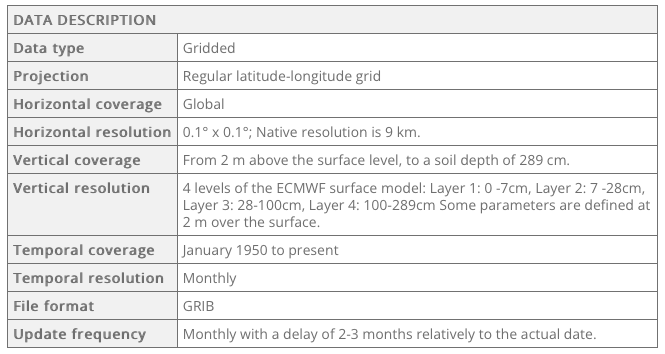 DATA DESCRIPTION
Data type Gridded
Projection Regular latitude-longitude grid
Horizontal coverage Global
Horizontal resolution 0.1° x 0.1°; Native resolution is 9 km.
Vertical coverage From 2 m above the surface level, to a soil depth of 289 cm.
Vertical resolution 4 levels of the ECMWF surface model: Layer 1: 0 -7cm, Layer 2: 7 -28cm,
Layer 3: 28-100cm, Layer 4: 100-289cm Some parameters are defined at
2 m over the surface.
Temporal coverage January 1950 to present
Temporal resolution Monthly
File format GRIB
Update frequency Monthly with a delay of 2-3 months relatively to the actual date.